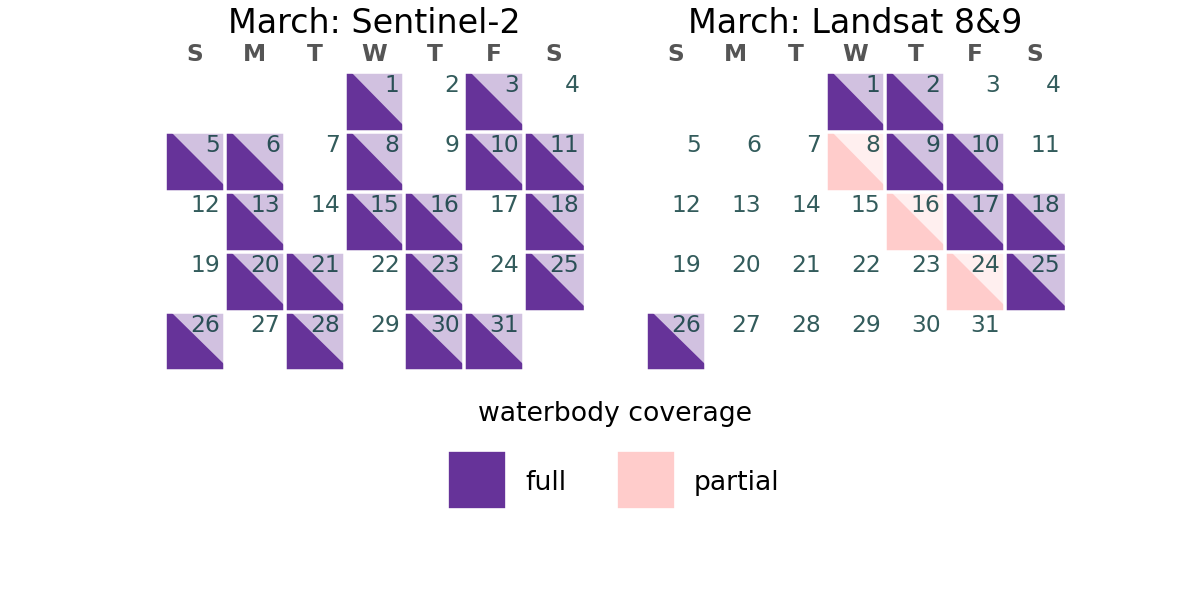 March: Sentinel-2
S M T W T F S
1 2 3 4
5 6 7 8 9 10 11
12 13 14 15 16 17 18
19 20 21 22 23 24 25
26 27 28 29 30 31
March: Landsat 8&9
S M T W T F S
1 2 3 4
5 6 7 8 9 10 11
12 13 14 15 16 17 18
19 20 21 22 23 24 25
26 27 28 29 30 31
waterbody coverage
full
partial